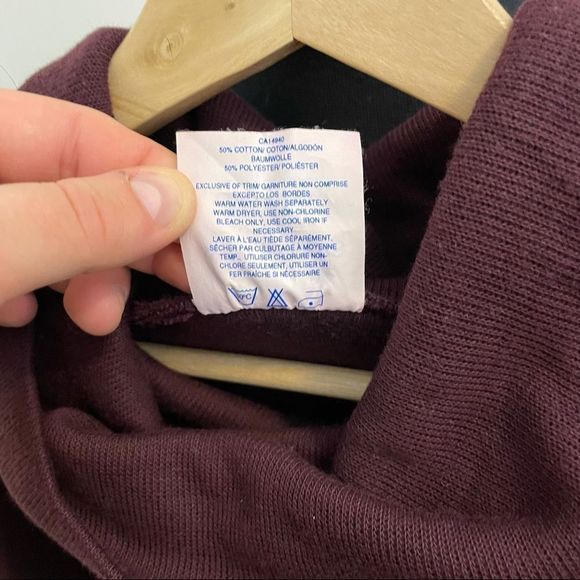 CA14940
50% COTTON/ COTON/ALGODÓN
BAUMWOLLE
50% POLYESTER/ POLIÉSTER
EXCLUSIVE OF TRIM/ GARNITURE NON COMPRISE
EXCEPTO LOS BORDES
WARM WATER WASH SEPARATELY
WARM DRYER, USE NON-CHLORINE
BLEACH ONLY, USE COOL IRON IF
NECESSARY.
LAVER À L'EAU TIÈDE SÉPARÉMENT,
SÉCHER PAR CULBUTAGE À MOYENNE
TEMP., UTILISER CHLORURE NON-
CHLORE SEULEMENT, UTILISER UN
FER FRAÎCHE SI NÉCESSAIRE